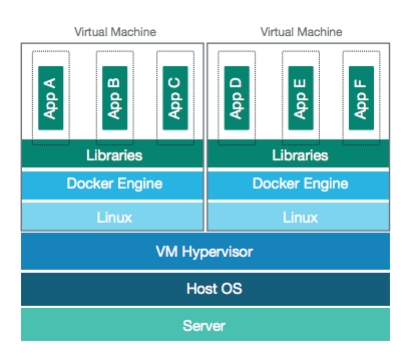 Virtual Machine
Virtual Machine
App A
App B
App C
App D
App E
App F
Libraries
Libraries
Docker Engine
Docker Engine
Linux
Linux
VM Hypervisor
Host OS
Server